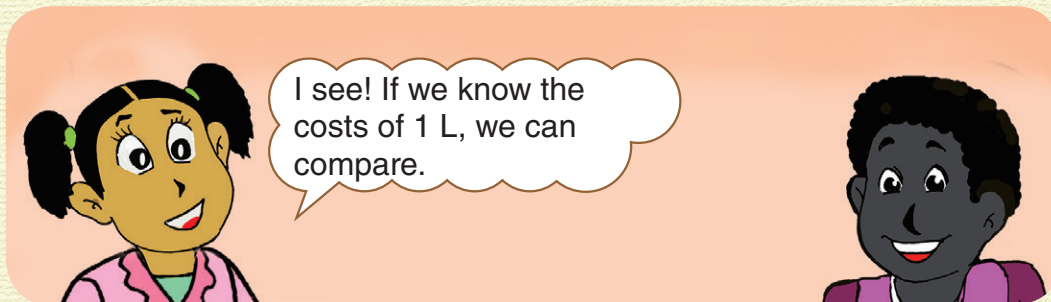 I see! If we know the
costs of 1 L, we can
compare.